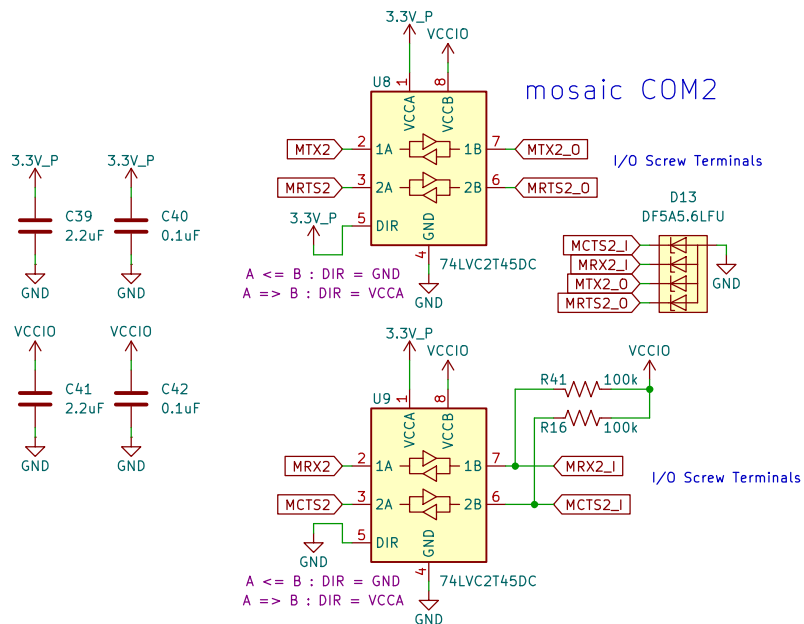 mosaic COM2
3.3V_P
VCCIO
U8
1
8
VCCA
VCCB
MTX2
2
1A
1B
7
MTX2_O
MRTS2
3
2A
2B
6
MRTS2_O
I/O Screw Terminals
3.3V_P
5
DIR
GND
4
74LVC2T45DC
GND
A <= B : DIR = GND
A => B : DIR = VCCA
3.3V_P
3.3V_P
C39
2.2uF
C40
0.1uF
GND
GND
VCCIO
VCCIO
C41
2.2uF
C42
0.1uF
GND
GND
D13
DF5A5.6LFU
MCTS2_I
MRX2_I
MTX2_O
MRTS2_O
GND
3.3V_P
VCCIO
U9
1
8
VCCA
VCCB
VCCIO
R41
100k
R16
100k
MRX2
2
1A
1B
7
MRX2_I
MCTS2
3
2A
2B
6
MCTS2_I
I/O Screw Terminals
5
DIR
GND
GND
4
74LVC2T45DC
GND
A <= B : DIR = GND
A => B : DIR = VCCA